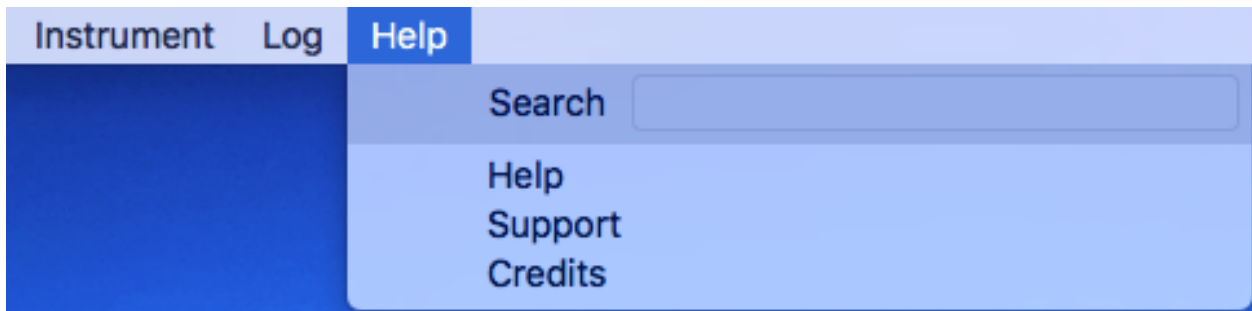 Instrument Log Help
Search
Help
Support
Credits